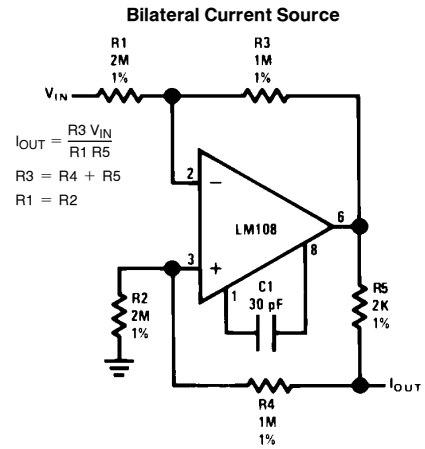 Bilateral Current Source
R1
2M
1%
R3
1M
1%
VIN
IOUT = R3 VIN / R1 R5
R3 = R4 + R5
R1 = R2
2
−
LM108
6
3
+
8
1
C1
30 pF
R2
2M
1%
R5
2K
1%
IOUT
R4
1M
1%